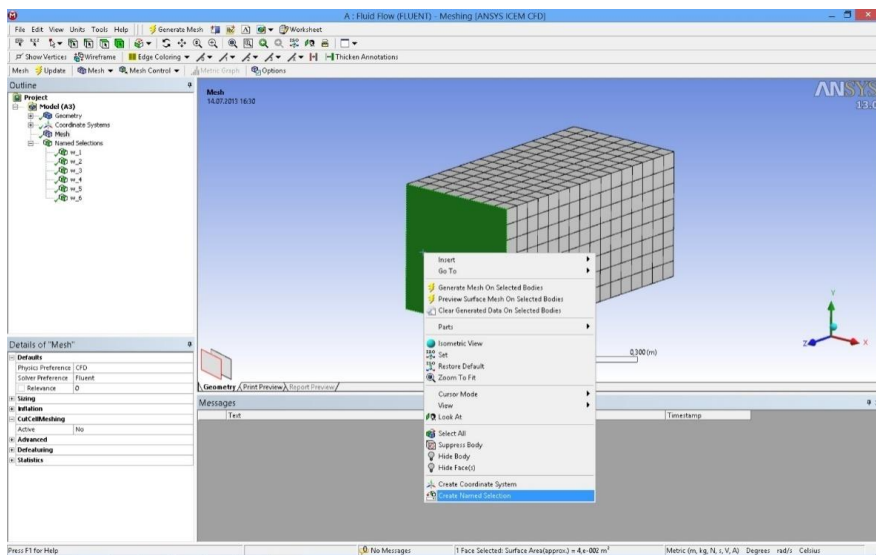 A : Fluid Flow (FLUENT) - Meshing [ANSYS ICEM CFD]
File Edit View Units Tools Help Generate Mesh Worksheet
Show Vertices Wireframe Edge Coloring Thicken Annotations
Mesh Update Mesh Mesh Control Metric Graph Options
Outline
Project
Model (A3)
Geometry
Coordinate Systems
Mesh
Named Selections
w_1
w_2
w_3
w_4
w_5
w_6
Mesh
14.07.2013 16:30
ANSYS
13.0
Insert
Go To
Generate Mesh On Selected Bodies
Preview Surface Mesh On Selected Bodies
Clear Generated Data On Selected Bodies
Parts
Isometric View
Set
Restore Default
Zoom To Fit
Cursor Mode
View
Look At
Select All
Suppress Body
Hide Body
Hide Face(s)
Create Coordinate System
Create Named Selection
0,300 (m)
Y
Z X
Details of "Mesh"
Defaults
Physics Preference CFD
Solver Preference Fluent
Relevance 0
Sizing
Inflation
CutCellMeshing
Active No
Advanced
Defeaturing
Statistics
Geometry Print Preview Report Preview
Messages
Text Timestamp
Press F1 for Help No Messages 1 Face Selected: Surface Area(approx.) = 4,e-002 m² Metric (m, kg, N, s, V, A) Degrees rad/s Celsius